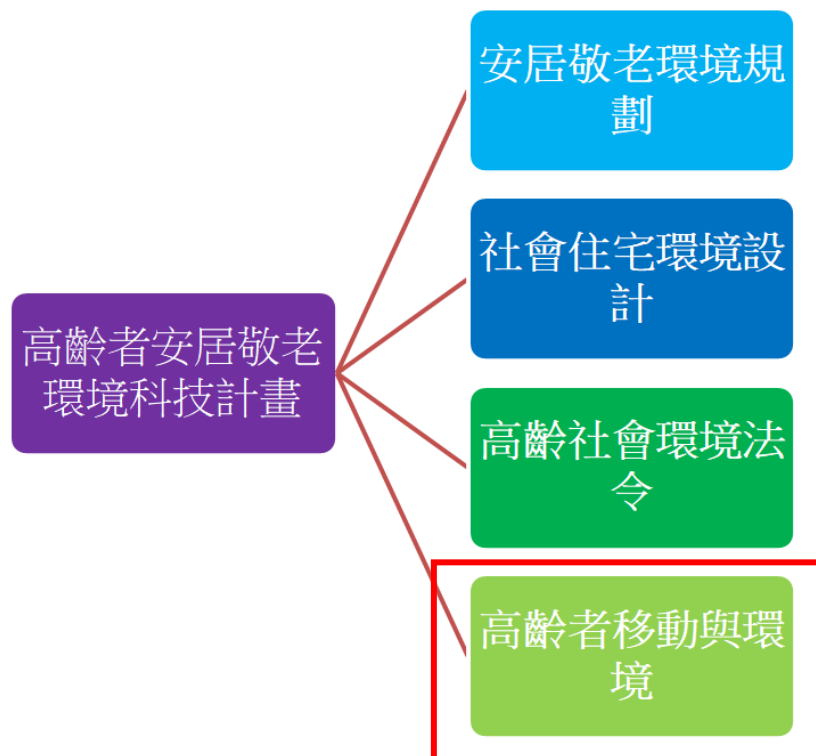 高齡者安居敬老
環境科技計畫
安居敬老環境規
劃
社會住宅環境設
計
高齡社會環境法
令
高齡者移動與環
境